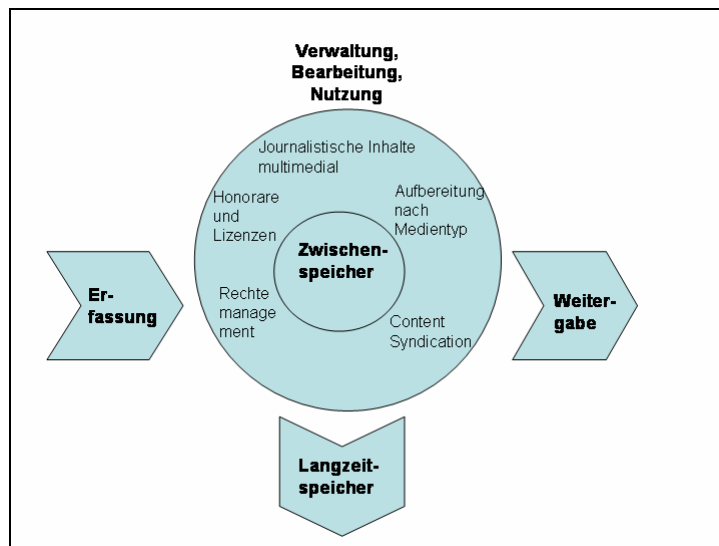 Verwaltung,
Bearbeitung,
Nutzung
Journalistische Inhalte
multimedial
Honorare
und
Lizenzen
Aufbereitung
nach
Medientyp
Zwischen-
speicher
Er-
fassung
Rechte
manage
ment
Content
Syndication
Weiter-
gabe
Langzeit-
speicher